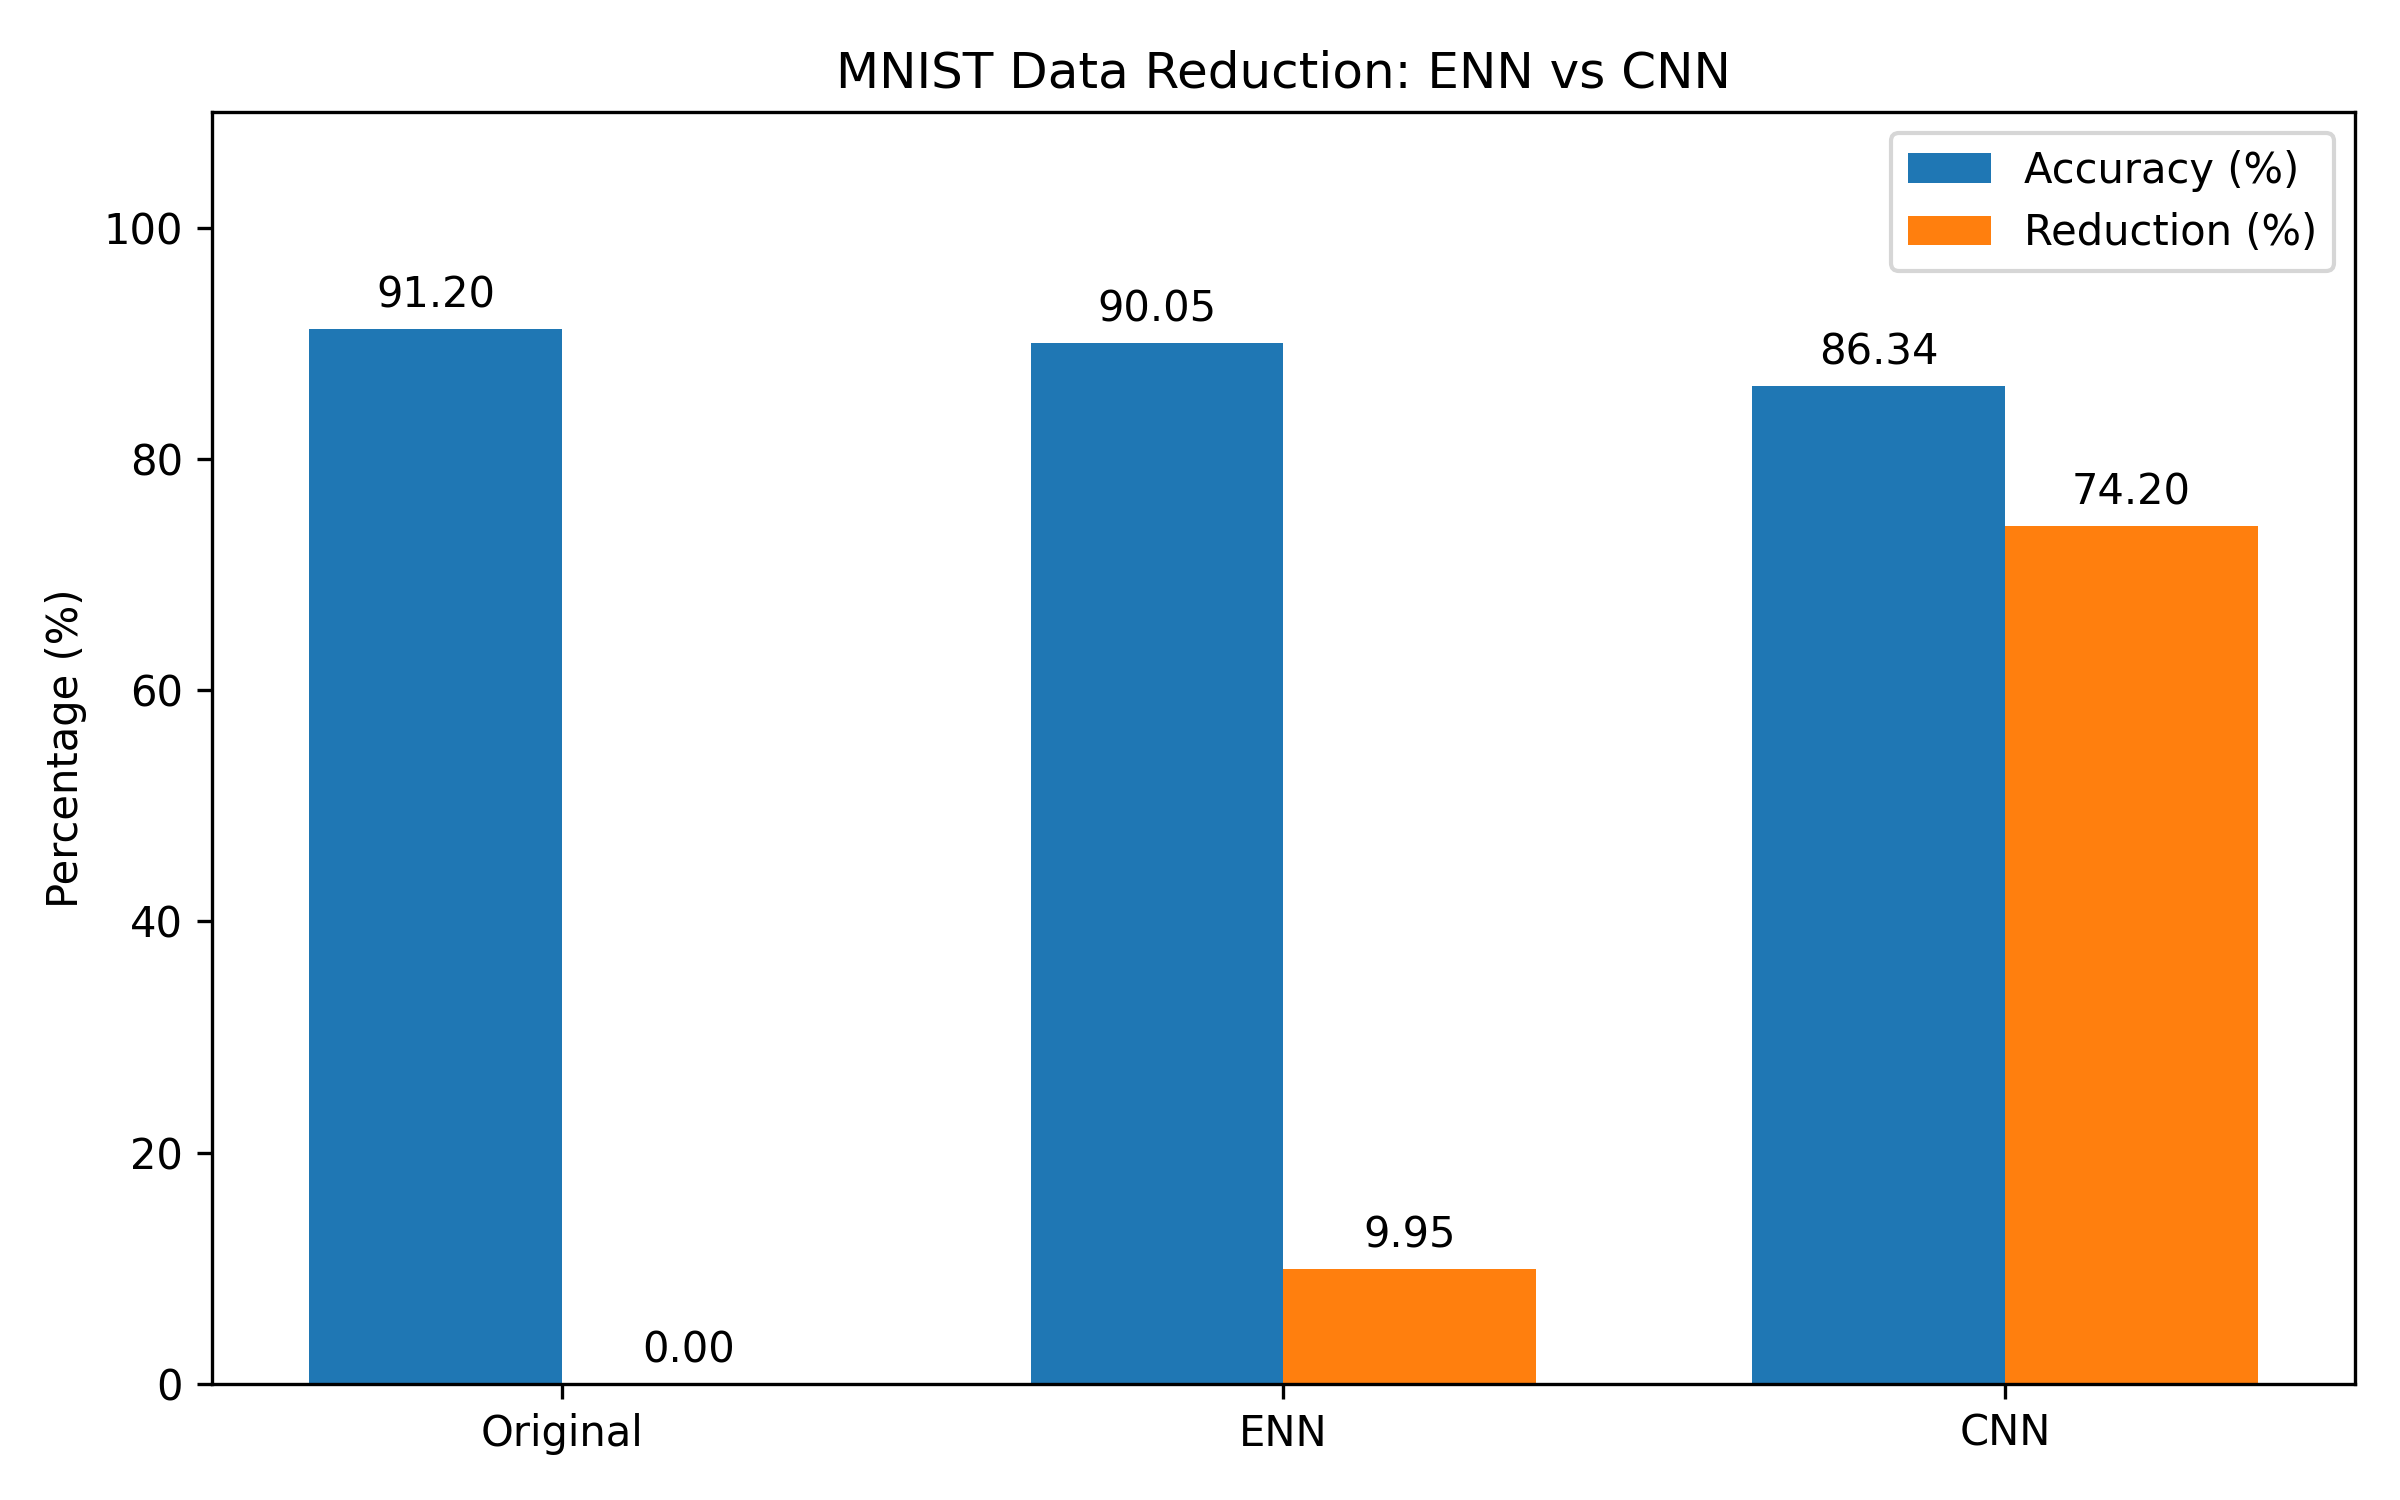 MNIST Data Reduction: ENN vs CNN
Accuracy (%)
Reduction (%)
Percentage (%)
100
80
60
40
20
0
91.20
0.00
90.05
9.95
86.34
74.20
Original
ENN
CNN